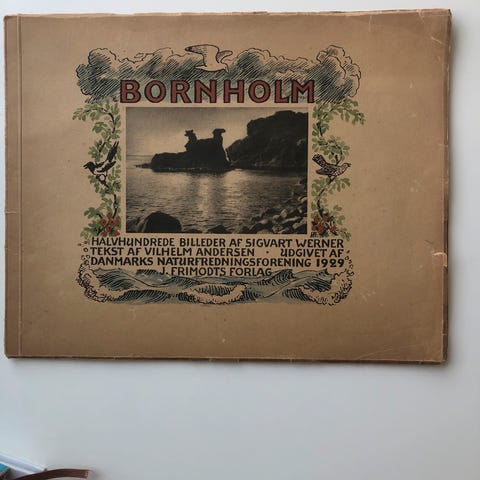 BORNHOLM
HALVHUNDREDE BILLEDER AF SIGVART WERNER
TEKST AF VILHELM ANDERSEN UDGIVET AF
DANMARKS NATURFREDNINGSFORENING 1929
J. FRIMODTS FORLAG